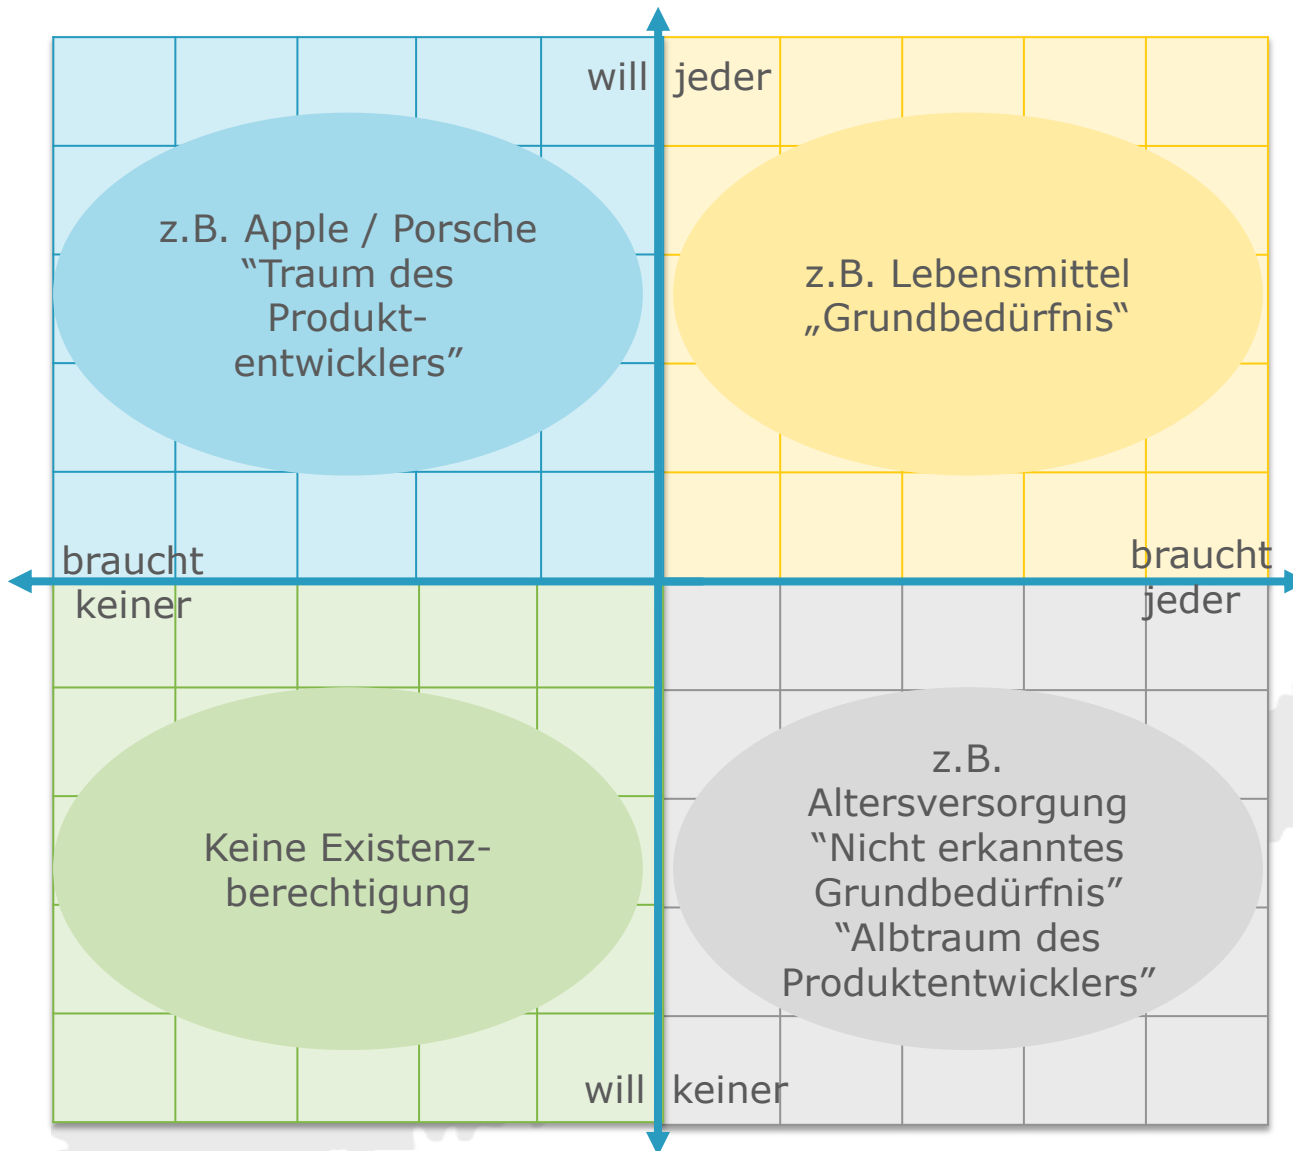 will jeder
z.B. Apple / Porsche
“Traum des
Produkt-
entwicklers”
z.B. Lebensmittel
„Grundbedürfnis“
braucht
keiner
braucht
jeder
Keine Existenz-
berechtigung
z.B.
Altersversorgung
“Nicht erkanntes
Grundbedürfnis”
“Albtraum des
Produktentwicklers”
will keiner